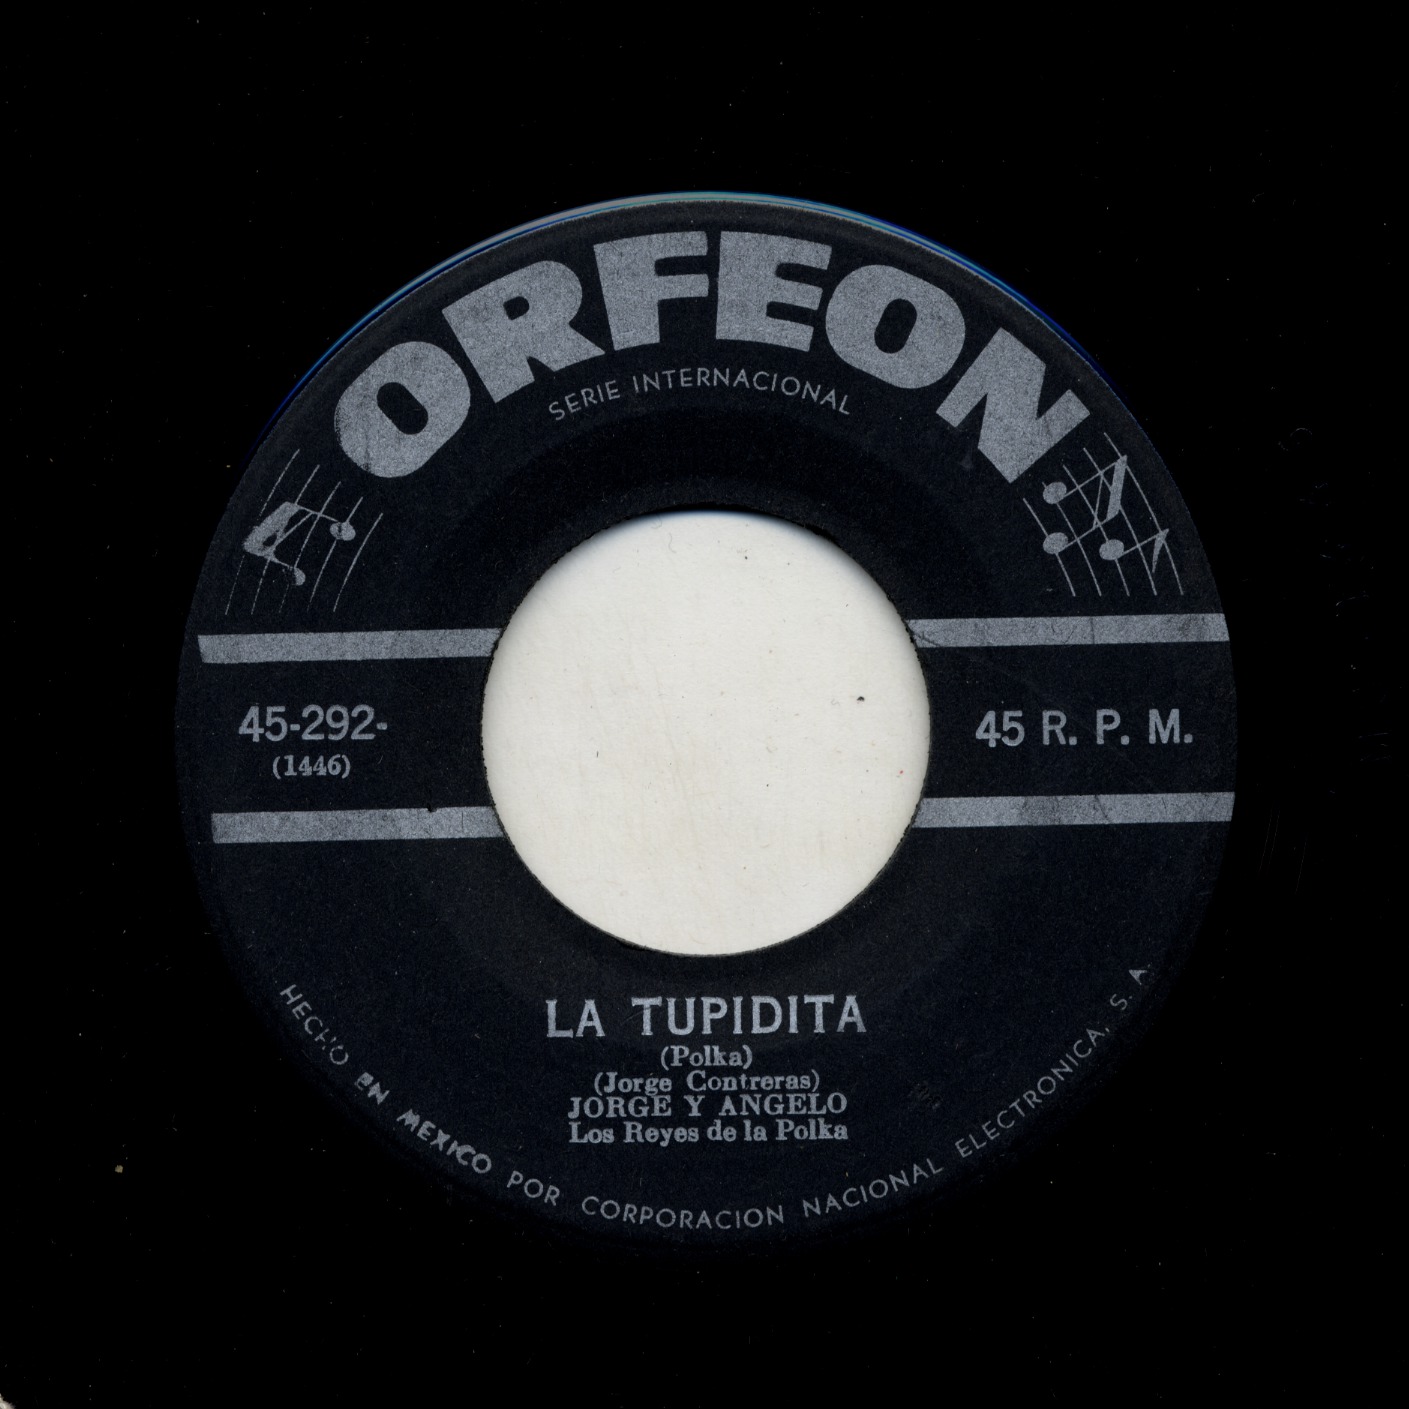 ORFEON
SERIE INTERNACIONAL
45-292-
(1446)
45 R. P. M.
LA TUPIDITA
(Polka)
(Jorge Contreras)
JORGE Y ANGELO
Los Reyes de la Polka
HECHO EN MEXICO POR CORPORACION NACIONAL ELECTRONICA, S. A.